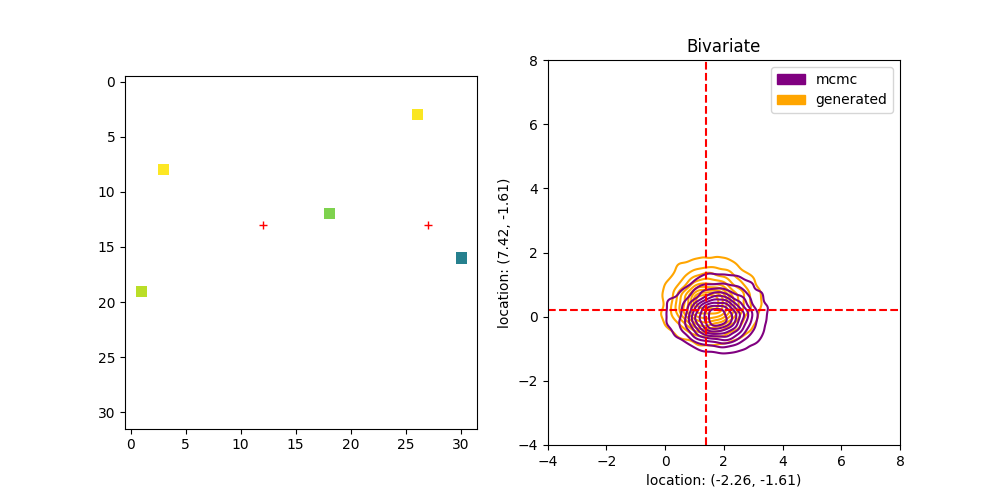 0
5
10
15
20
25
30
0 5 10 15 20 25 30
Bivariate
mcmc
generated
8
6
4
2
0
−2
−4
−4 −2 0 2 4 6 8
location: (7.42, -1.61)
location: (-2.26, -1.61)